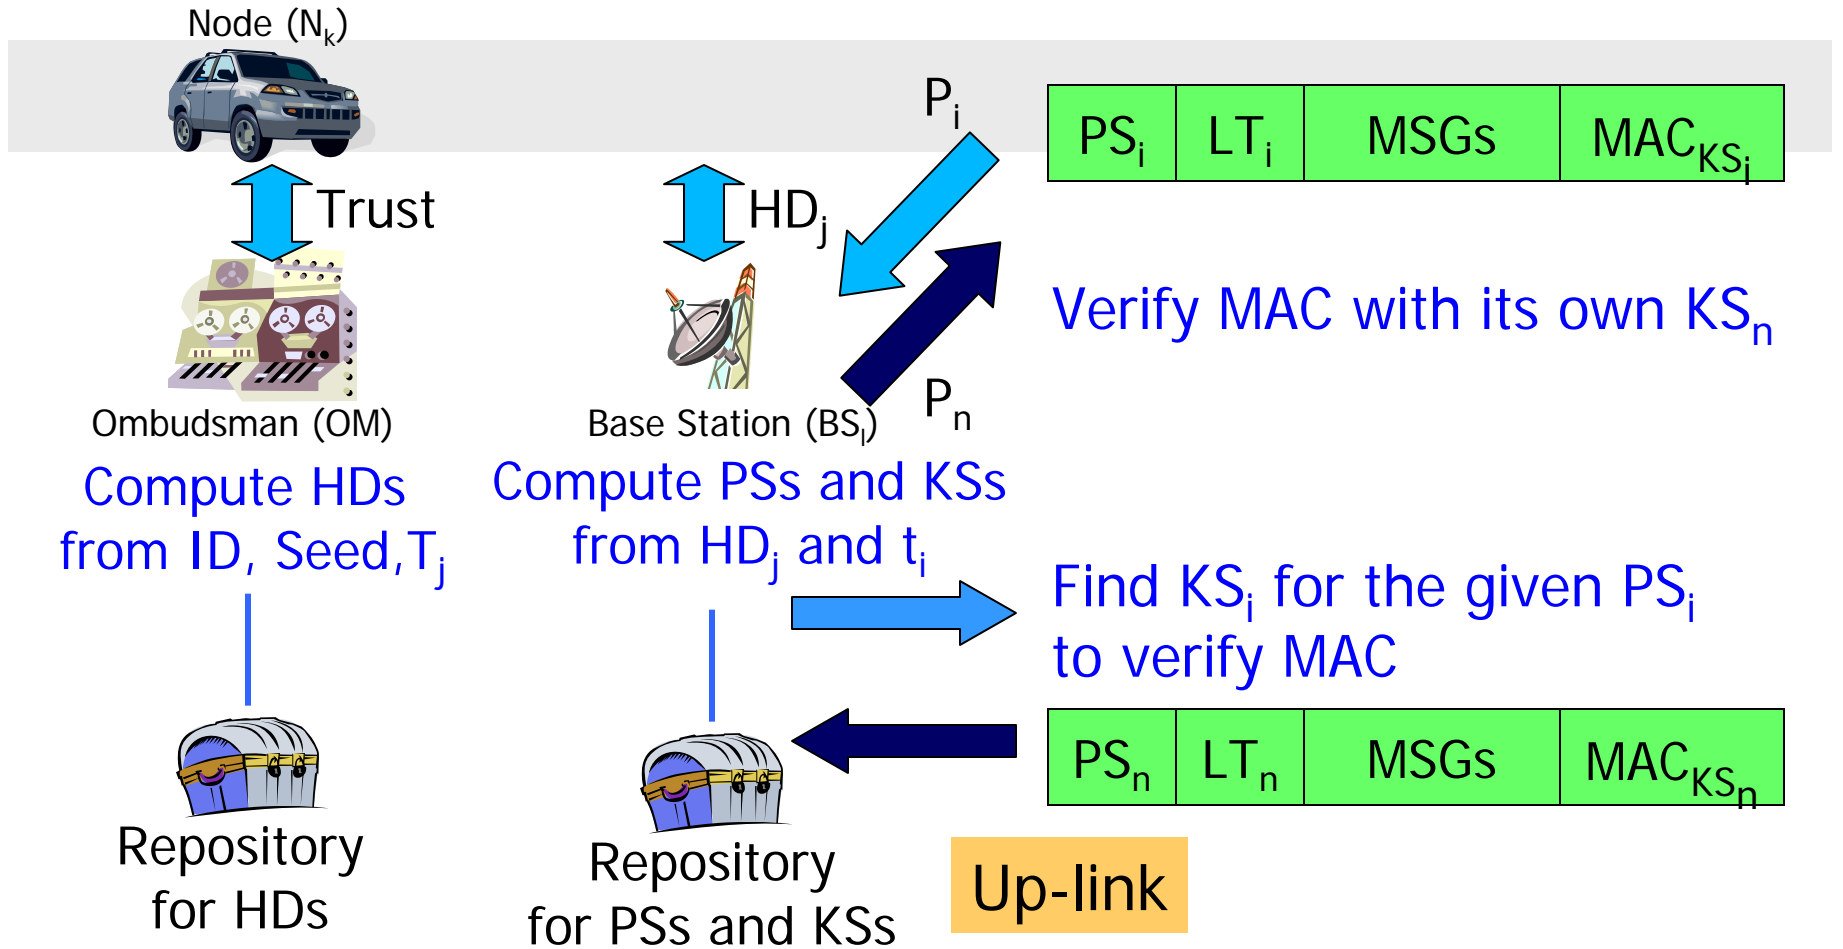 Node (Nk)
Pi
PSi LTi MSGs MACKSi
Trust
HDj
Verify MAC with its own KSn
Pn
Ombudsman (OM)
Base Station (BSl)
Compute HDs
from ID, Seed,Tj
Compute PSs and KSs
from HDj and ti
Find KSi for the given PSi
to verify MAC
PSn LTn MSGs MACKSn
Repository
for HDs
Repository
for PSs and KSs
Up-link